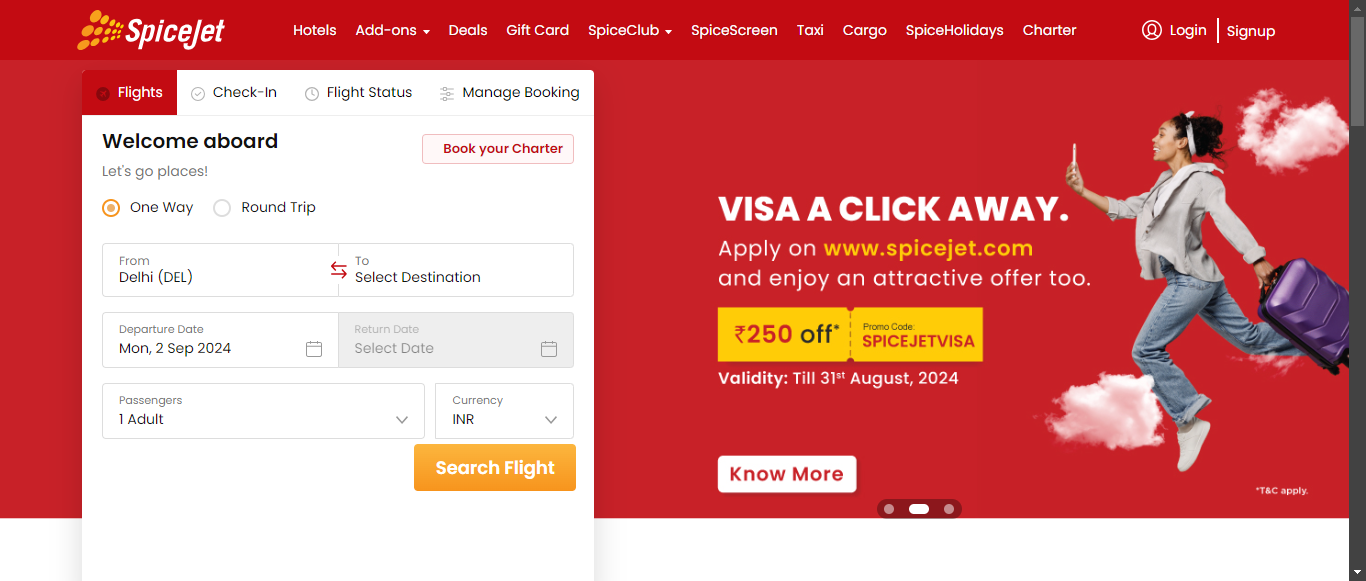 SpiceJet
Hotels Add-ons Deals Gift Card SpiceClub SpiceScreen Taxi Cargo SpiceHolidays Charter Login Signup
Flights Check-In Flight Status Manage Booking
Welcome aboard
Book your Charter
Let's go places!
One Way Round Trip
From
Delhi (DEL)
To
Select Destination
Departure Date
Mon, 2 Sep 2024
Return Date
Select Date
Passengers
1 Adult
Currency
INR
Search Flight
VISA A CLICK AWAY.
Apply on www.spicejet.com
and enjoy an attractive offer too.
₹250 off*
Promo Code:
SPICEJETVISA
Validity: Till 31st August, 2024
Know More
*T&C apply.